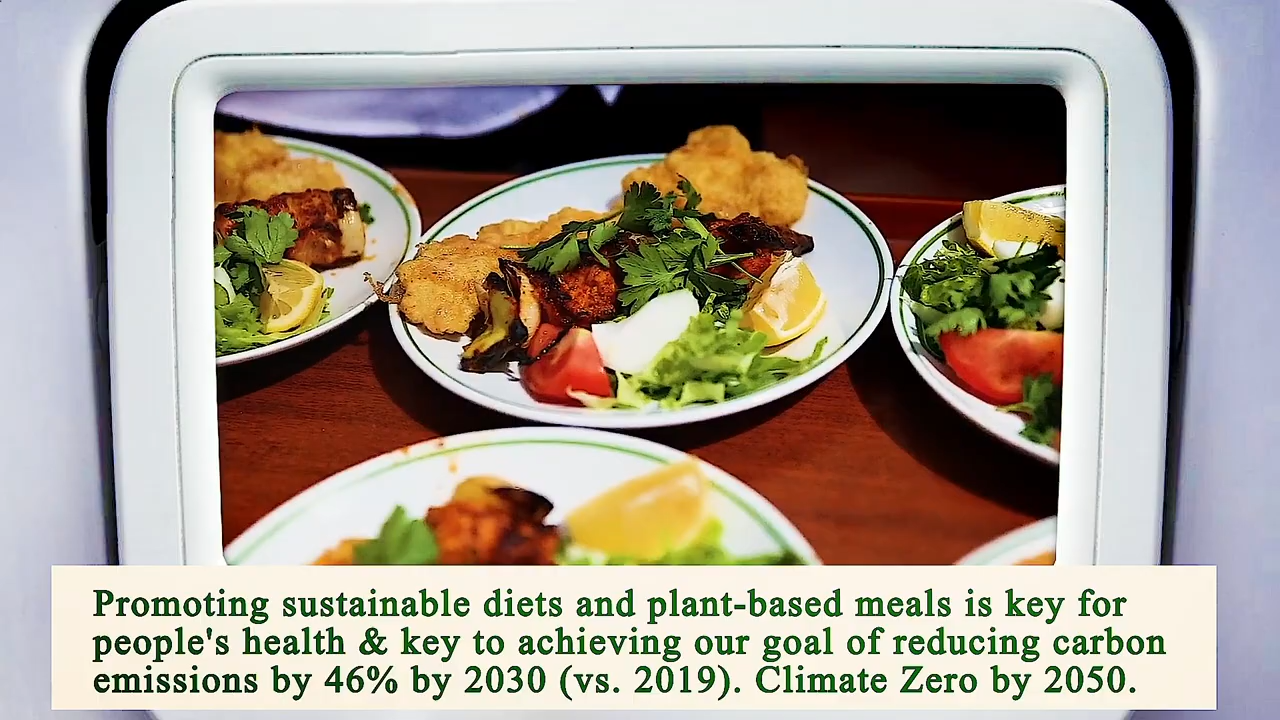 Promoting sustainable diets and plant-based meals is key for
people's health & key to achieving our goal of reducing carbon
emissions by 46% by 2030 (vs. 2019). Climate Zero by 2050.